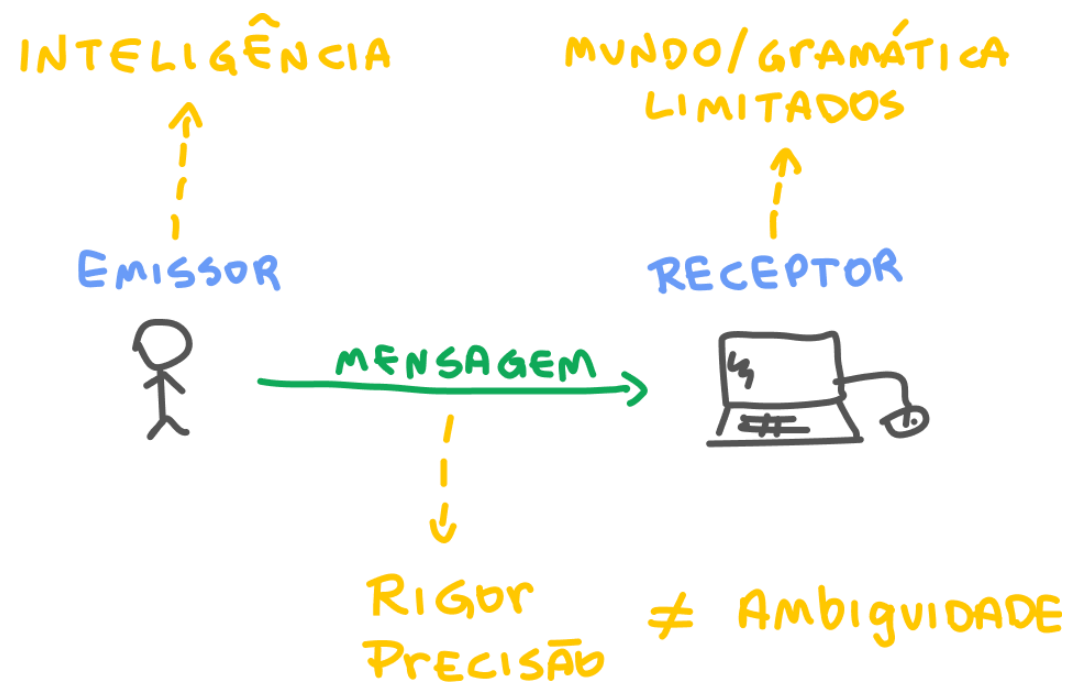 INTELIGÊNCIA
MUNDO/GRAMÁTICA
LIMITADOS
EMISSOR
RECEPTOR
MENSAGEM
RIGOR
PRECISÃO
≠ AMBIGUIDADE